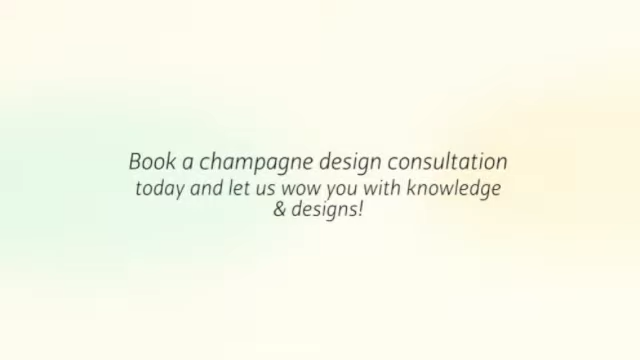 Book a champagne design consultation
today and let us wow you with knowledge
& designs!